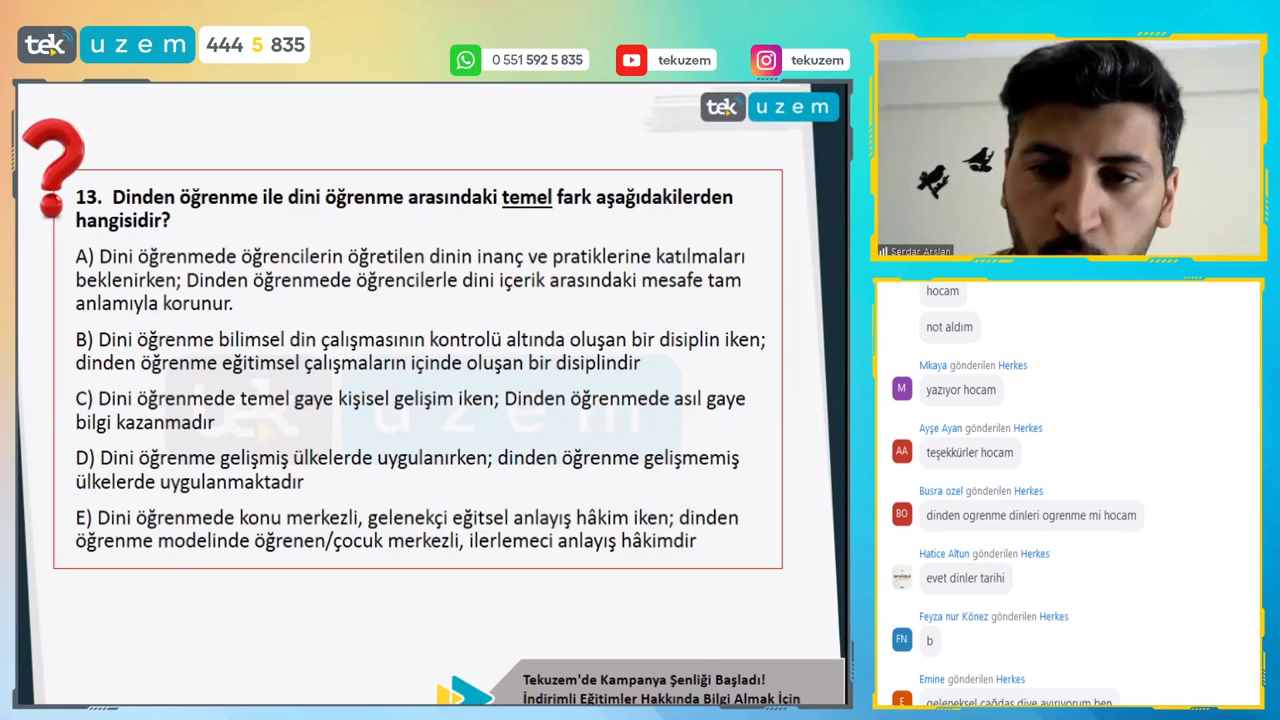 tek uzem 444 5 835
0 551 592 5 835
tekuzem
tekuzem
tek uzem
13. Dinden öğrenme ile dini öğrenme arasındaki temel fark aşağıdakilerden
hangisidir?
A) Dini öğrenmede öğrencilerin öğretilen dinin inanç ve pratiklerine katılmaları
beklenirken; Dinden öğrenmede öğrencilerle dini içerik arasındaki mesafe tam
anlamıyla korunur.
B) Dini öğrenme bilimsel din çalışmasının kontrolü altında oluşan bir disiplin iken;
dinden öğrenme eğitimsel çalışmaların içinde oluşan bir disiplindir
C) Dini öğrenmede temel gaye kişisel gelişim iken; Dinden öğrenmede asıl gaye
bilgi kazanmadır
D) Dini öğrenme gelişmiş ülkelerde uygulanırken; dinden öğrenme gelişmemiş
ülkelerde uygulanmaktadır
E) Dini öğrenmede konu merkezli, gelenekçi eğitsel anlayış hâkim iken; dinden
öğrenme modelinde öğrenen/çocuk merkezli, ilerlemeci anlayış hâkimdir
Tekuzem'de Kampanya Şenliği Başladı!
İndirimli Eğitimler Hakkında Bilgi Almak İçin
Serdar Arslan
hocam
not aldım
Mkaya gönderilen Herkes
M yazıyor hocam
Ayşe Ayan gönderilen Herkes
AA teşekkürler hocam
Busra ozel gönderilen Herkes
BO dinden ogrenme dinleri ogrenme mi hocam
Hatice Altun gönderilen Herkes
evet dinler tarihi
Feyza nur Könez gönderilen Herkes
FN b
Emine gönderilen Herkes
E geleneksel çağdaş diye ayırıyorum ben